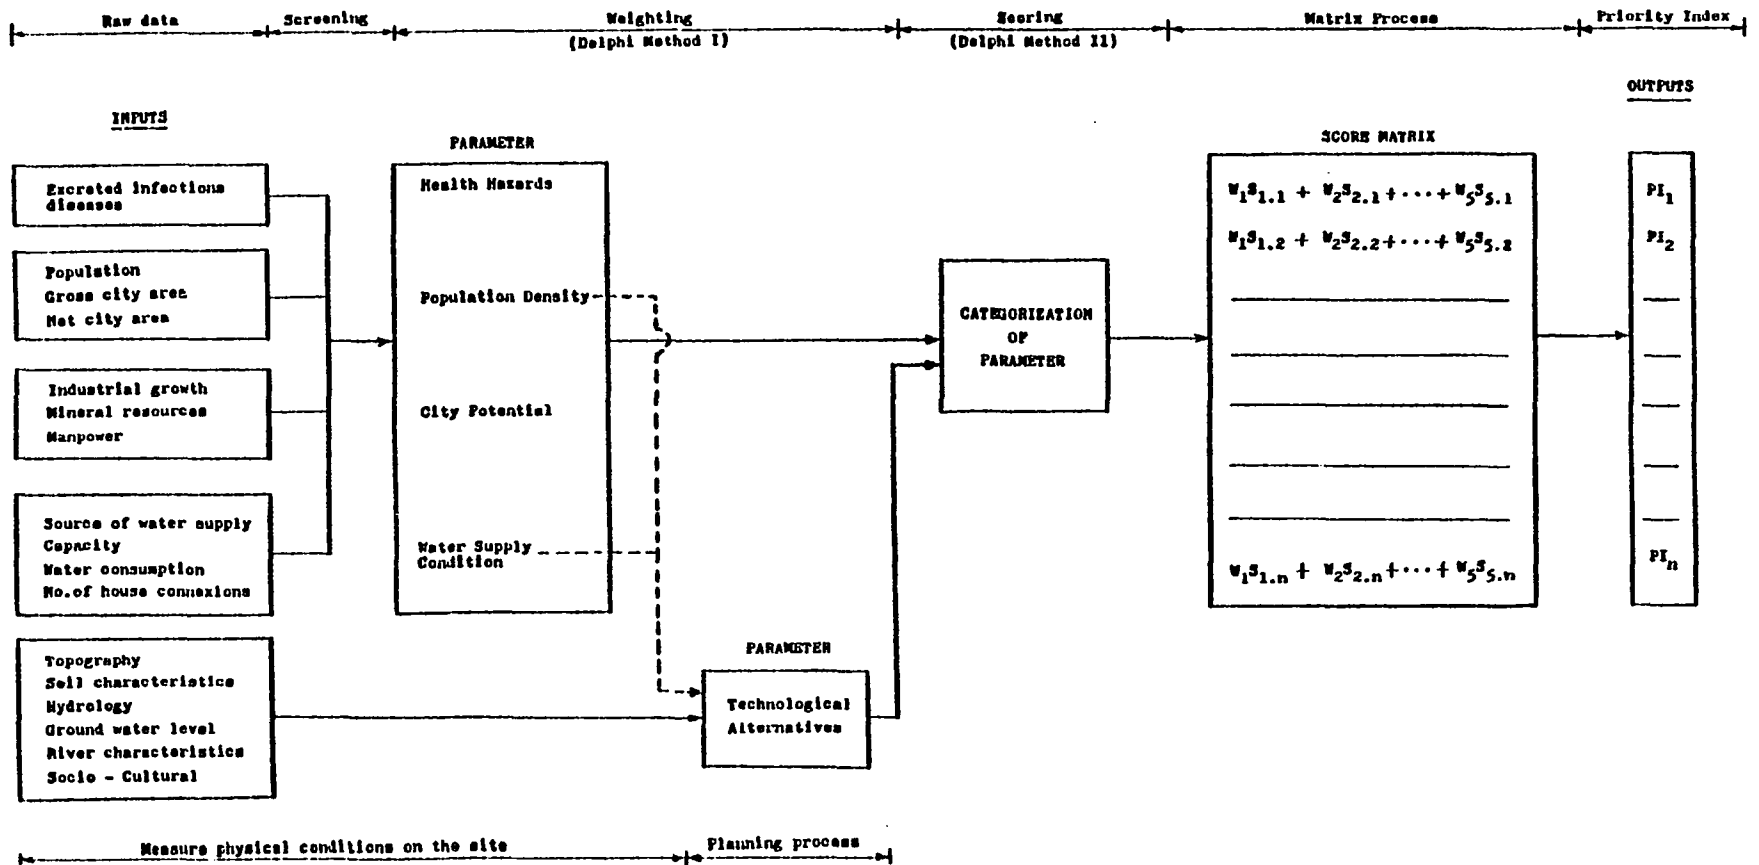 Raw data
Screening
Weighting
(Delphi Method I)
Scoring
(Delphi Method II)
Matrix Process
Priority Index
INPUTS
OUTPUTS
PARAMETER
SCORE MATRIX
Excreted infections
diseases
Population
Gross city area
Net city area
Industrial growth
Mineral resources
Manpower
Source of water supply
Capacity
Water consumption
No.of house connexions
Topography
Soil characteristics
Hydrology
Ground water level
River characteristics
Socio - Cultural
Health Hazards
Population Density
City Potential
Water Supply
Condition
PARAMETER
Technological
Alternatives
CATEGORIZATION
OF
PARAMETER
W₁S₁.₁ + W₂S₂.₁ + ··· + W₅S₅.₁
W₁S₁.₂ + W₂S₂.₂ + ··· + W₅S₅.₂
W₁S₁.ₙ + W₂S₂.ₙ + ··· + W₅S₅.ₙ
PI₁
PI₂
PIₙ
Measure physical conditions on the site
Planning process